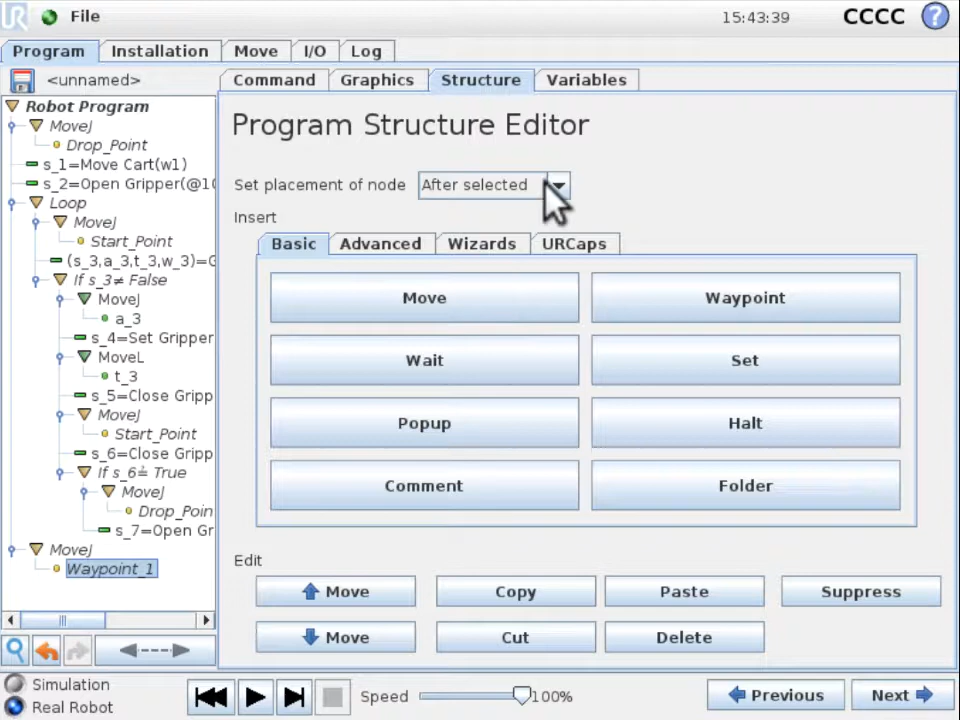 UR File 15:43:39 CCCC ?
Program Installation Move I/O Log
<unnamed> Command Graphics Structure Variables
Robot Program
MoveJ
Drop_Point
s_1=Move Cart(w1)
s_2=Open Gripper(@10
Loop
MoveJ
Start_Point
(s_3,a_3,t_3,w_3)=G
If s_3≠ False
MoveJ
a_3
s_4=Set Gripper
MoveL
t_3
s_5=Close Gripp
MoveJ
Start_Point
s_6=Close Gripp
If s_6≟ True
MoveJ
Drop_Poin
s_7=Open Gr
MoveJ
Waypoint_1
Program Structure Editor
Set placement of node After selected
Insert
Basic Advanced Wizards URCaps
Move Waypoint
Wait Set
Popup Halt
Comment Folder
Edit
Move Copy Paste Suppress
Move Cut Delete
Simulation
Real Robot
Speed 100%
Previous Next